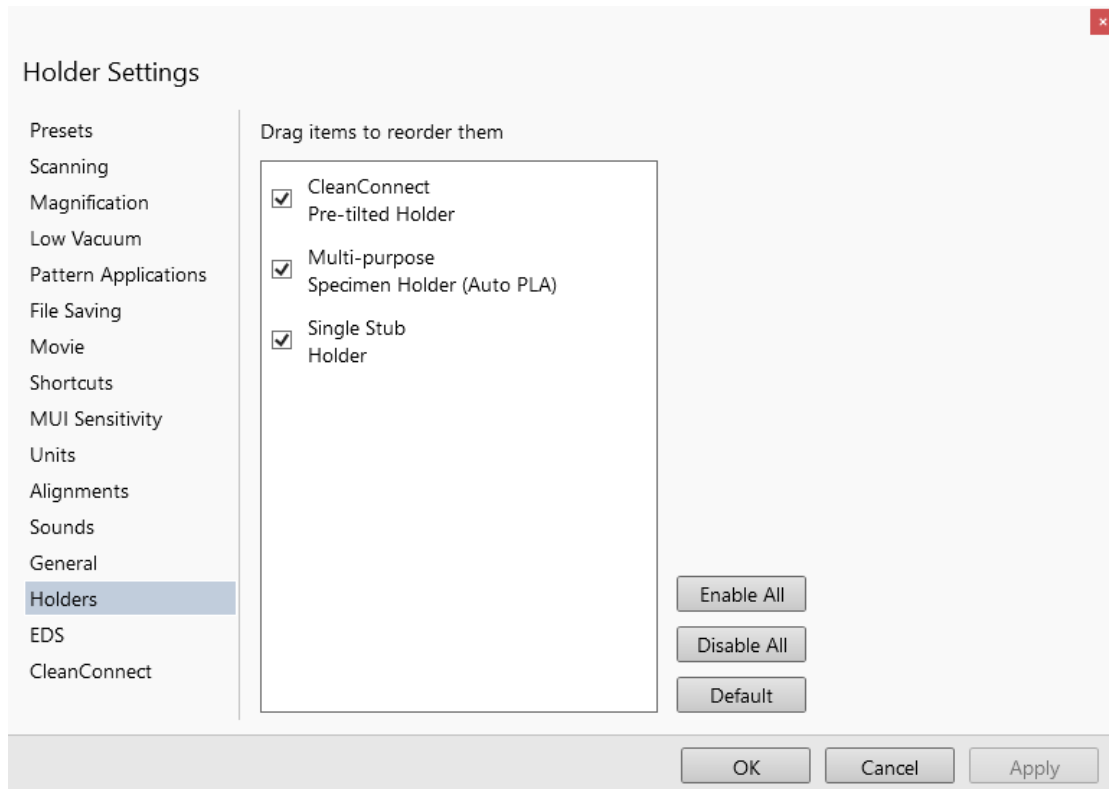 Holder Settings
Presets
Scanning
Magnification
Low Vacuum
Pattern Applications
File Saving
Movie
Shortcuts
MUI Sensitivity
Units
Alignments
Sounds
General
Holders
EDS
CleanConnect
Drag items to reorder them
CleanConnect
Pre-tilted Holder
Multi-purpose
Specimen Holder (Auto PLA)
Single Stub
Holder
Enable All
Disable All
Default
OK
Cancel
Apply